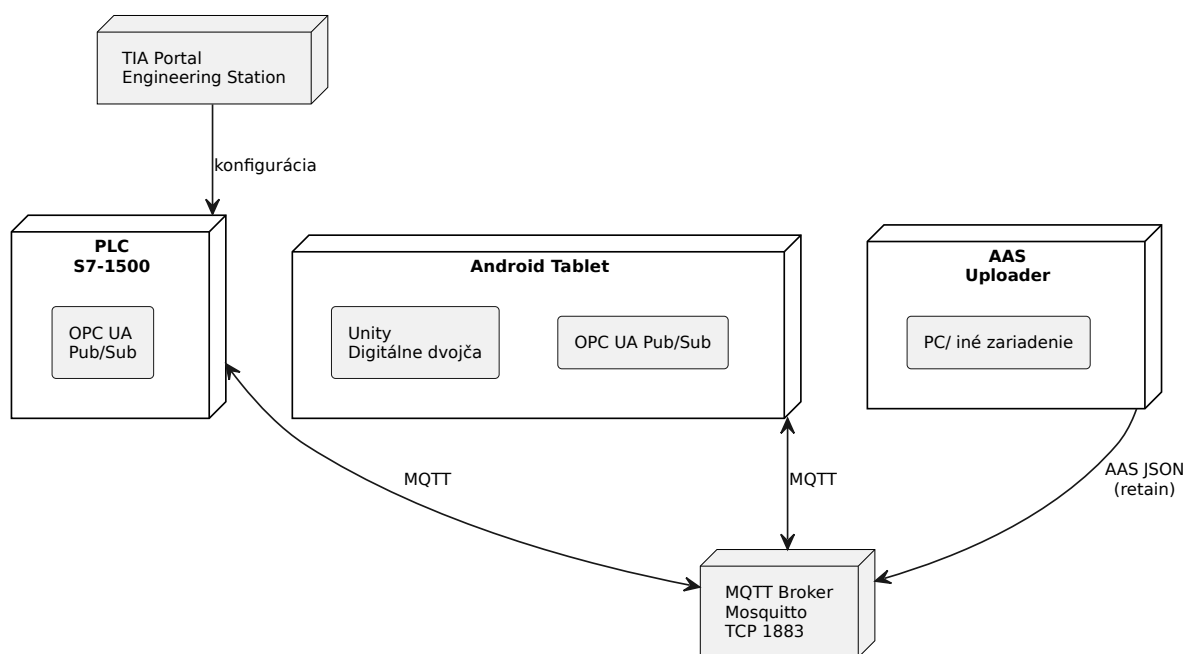 TIA Portal
Engineering Station
konfigurácia
PLC
S7-1500
OPC UA
Pub/Sub
Android Tablet
Unity
Digitálne dvojča
OPC UA Pub/Sub
AAS
Uploader
PC/ iné zariadenie
MQTT
MQTT
AAS JSON
(retain)
MQTT Broker
Mosquitto
TCP 1883